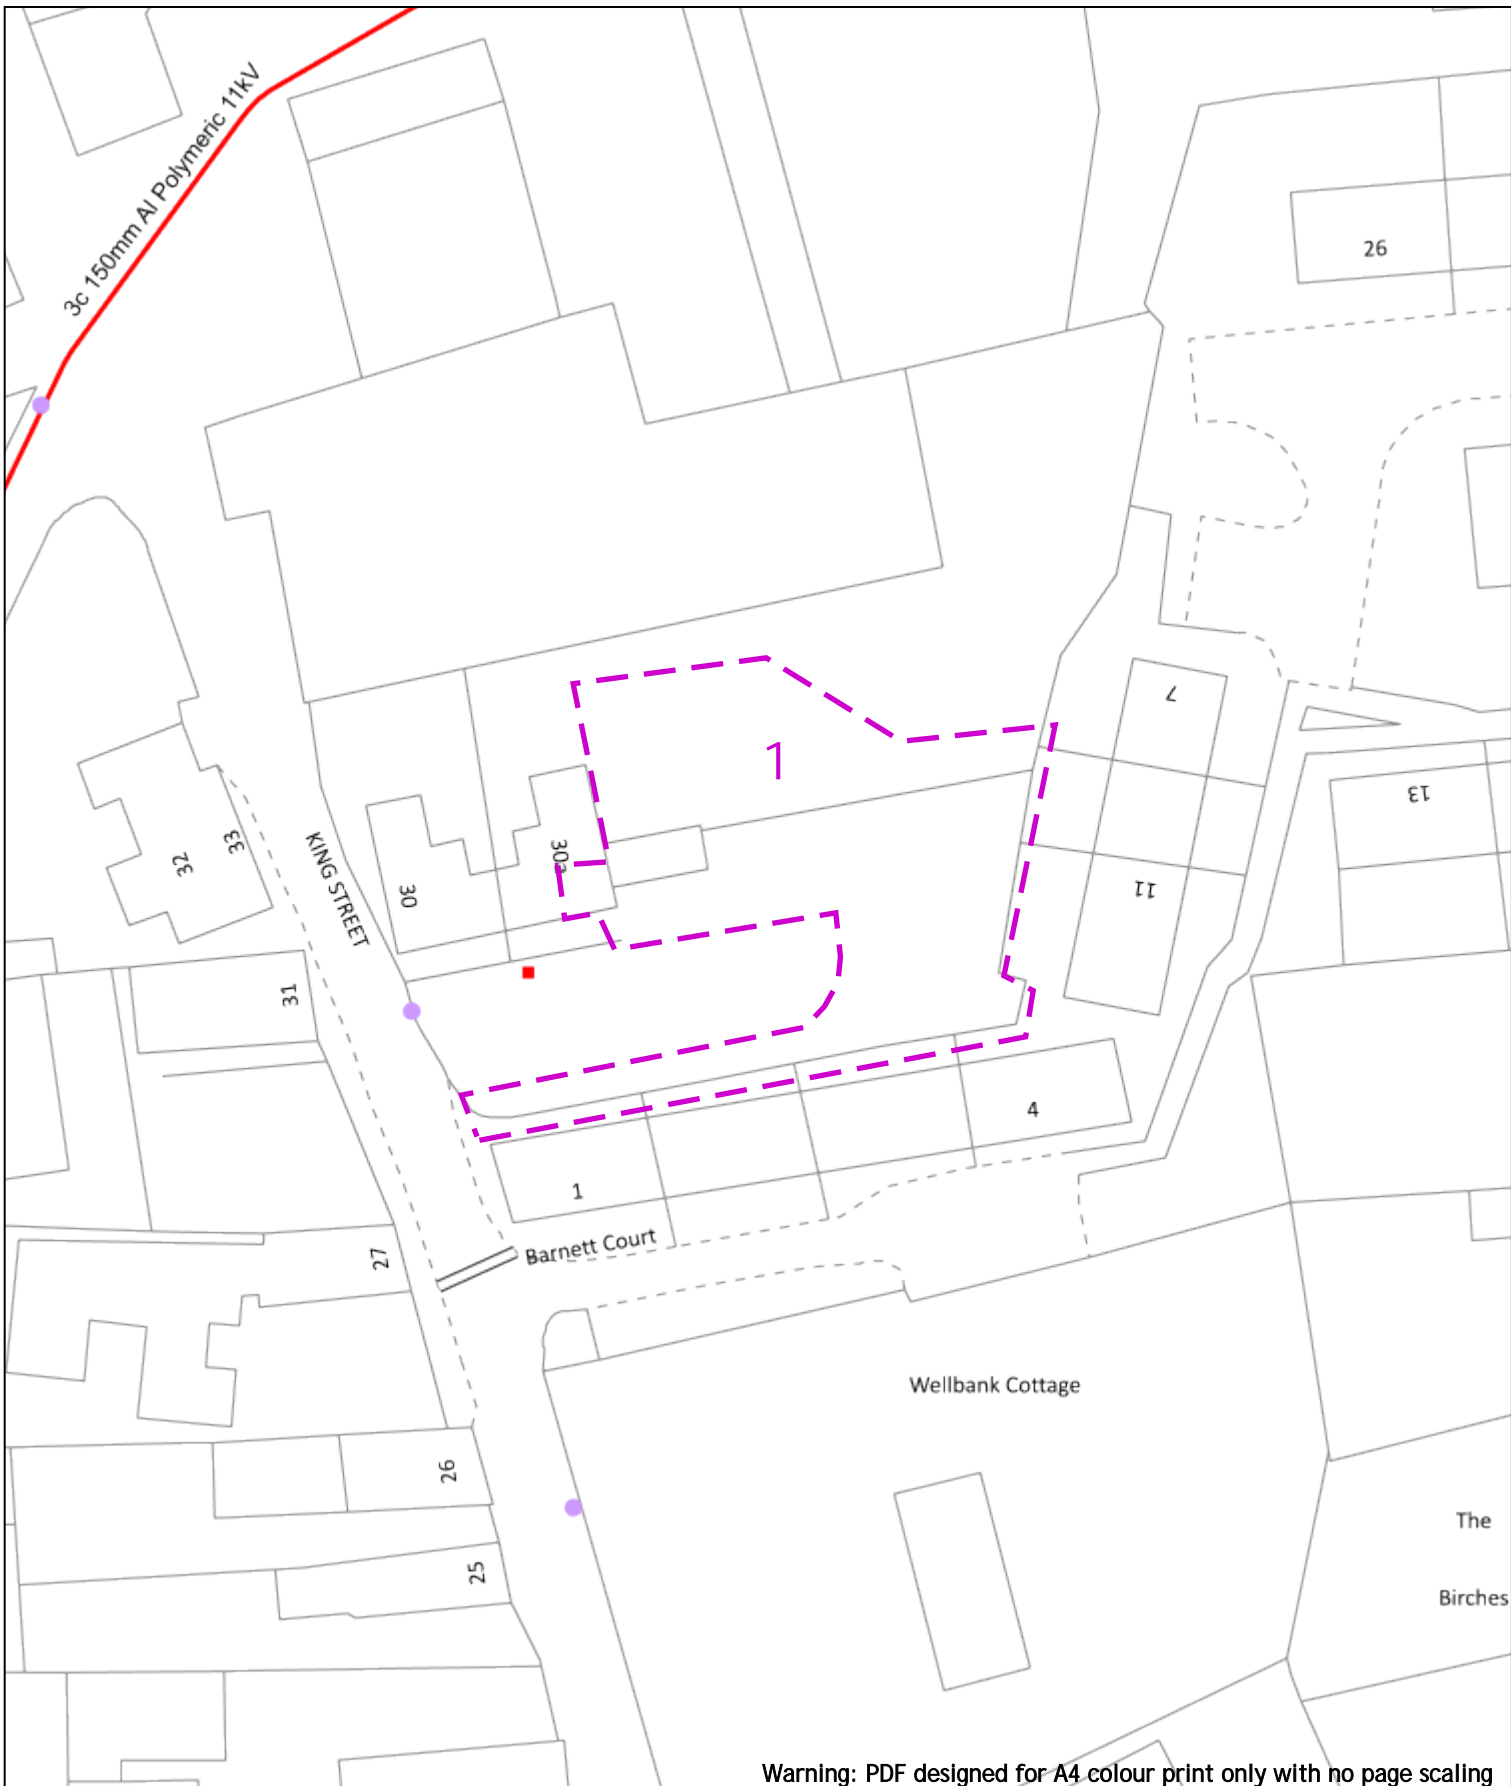 3c 150mm Al Polymeric 11kV
26
1
7
13
11
30a
30
33
32
KING STREET
31
4
1
Barnett Court
27
Wellbank Cottage
26
25
The
Birches
Warning: PDF designed for A4 colour print only with no page scaling